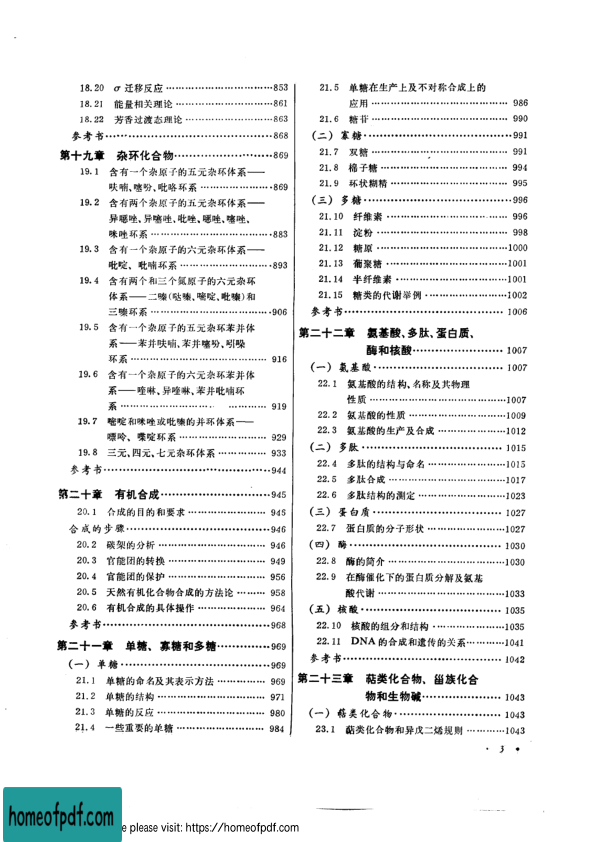 18.20 σ 迁移反应 ……………………………853
18.21 能量相关理论 …………………………861
18.22 芳香过渡态理论 ………………………863
参考书……………………………………………868
第十九章 杂环化合物…………………………869
19.1 含有一个杂原子的五元杂环体系——
呋喃、噻吩、吡咯环系 …………………869
19.2 含有两个杂原子的五元杂环体系——
异噁唑、异噻唑、吡唑、噁唑、噻唑、
咪唑环系 …………………………………883
19.3 含有一个杂原子的六元杂环体系——
吡啶、吡喃环系 …………………………893
19.4 含有两个和三个氮原子的六元杂环
体系——二嗪(哒嗪、嘧啶、吡嗪)和
三嗪环系 …………………………………906
19.5 含有一个杂原子的五元杂环苯并体
系——苯并呋喃、苯并噻吩、吲哚
环系 ……………………………………… 916
19.6 含有一个杂原子的六元杂环苯并体
系——喹啉、异喹啉、苯并吡喃环
系 ………………………… ………… 919
19.7 嘧啶和咪唑或吡嗪的并环体系——
嘌呤、喋啶环系 ……………………… 929
19.8 三元、四元、七元杂环体系 …………… 933
参考书……………………………………………944
第二十章 有机合成……………………………945
20.1 合成的目的和要求 …………………… 946
合成的步骤………………………………………946
20.2 碳架的分析 …………………………… 946
20.3 官能团的转换 ………………………… 949
20.4 官能团的保护 ………………………… 956
20.5 天然有机化合物合成的方法论 ……… 958
20.6 有机合成的具体操作 ………………… 964
参考书……………………………………………968
第二十一章 单糖、寡糖和多糖………………969
(一) 单糖…………………………………………969
21.1 单糖的命名及其表示方法 …………… 969
21.2 单糖的结构 …………………………… 971
21.3 单糖的反应 …………………………… 980
21.4 一些重要的单糖 ……………………… 984
21.5 单糖在生产上及不对称合成上的
应用 …………………………………… 986
21.6 糖苷 …………………………………… 990
(二) 寡糖…………………………………………991
21.7 双糖 …………………………………… 991
21.8 棉子糖 ………………………………… 994
21.9 环状糊精 ……………………………… 995
(三) 多糖…………………………………………996
21.10 纤维素 ……………………………… 996
21.11 淀粉 ………………………………… 998
21.12 糖原 …………………………………1000
21.13 葡聚糖 ………………………………1001
21.14 半纤维素 ……………………………1001
21.15 糖类的代谢举例 ……………………1002
参考书………………………………………… 1006
第二十二章 氨基酸、多肽、蛋白质、
酶和核酸………………………… 1007
(一) 氨基酸 ………………………………… 1007
22.1 氨基酸的结构、名称及其物理
性质 ……………………………………1007
22.2 氨基酸的性质 …………………………1009
22.3 氨基酸的生产及合成 …………………1012
(二) 多肽 …………………………………… 1015
22.4 多肽的结构与命名 ……………………1015
22.5 多肽合成 ………………………………1017
22.6 多肽结构的测定 ………………………1023
(三) 蛋白质 ………………………………… 1027
22.7 蛋白质的分子形状 ……………………1027
(四) 酶 ……………………………………… 1030
22.8 酶的简介 ………………………………1030
22.9 在酶催化下的蛋白质分解及氨基
酸代谢 …………………………………1033
(五) 核酸 …………………………………… 1035
22.10 核酸的组分和结构 …………………1035
22.11 DNA的合成和遗传的关系…………1041
参考书………………………………………… 1042
第二十三章 萜类化合物、甾族化合
物和生物碱……………………… 1043
(一) 萜类化合物……………………………… 1043
23.1 萜类化合物和异戊二烯规则 …………1043
· 3 ·
homeofpdf.com
e please visit: https://homeofpdf.com